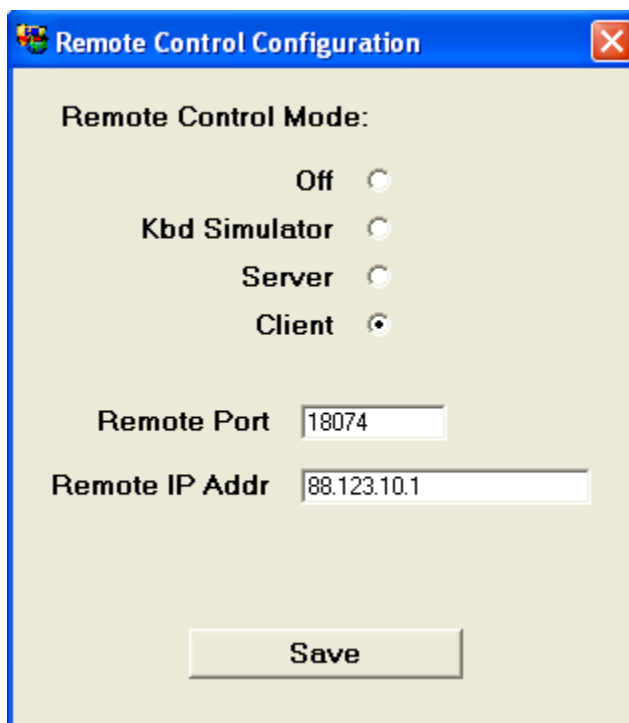 Remote Control Configuration
Remote Control Mode:
Off
Kbd Simulator
Server
Client
Remote Port 18074
Remote IP Addr 88.123.10.1
Save